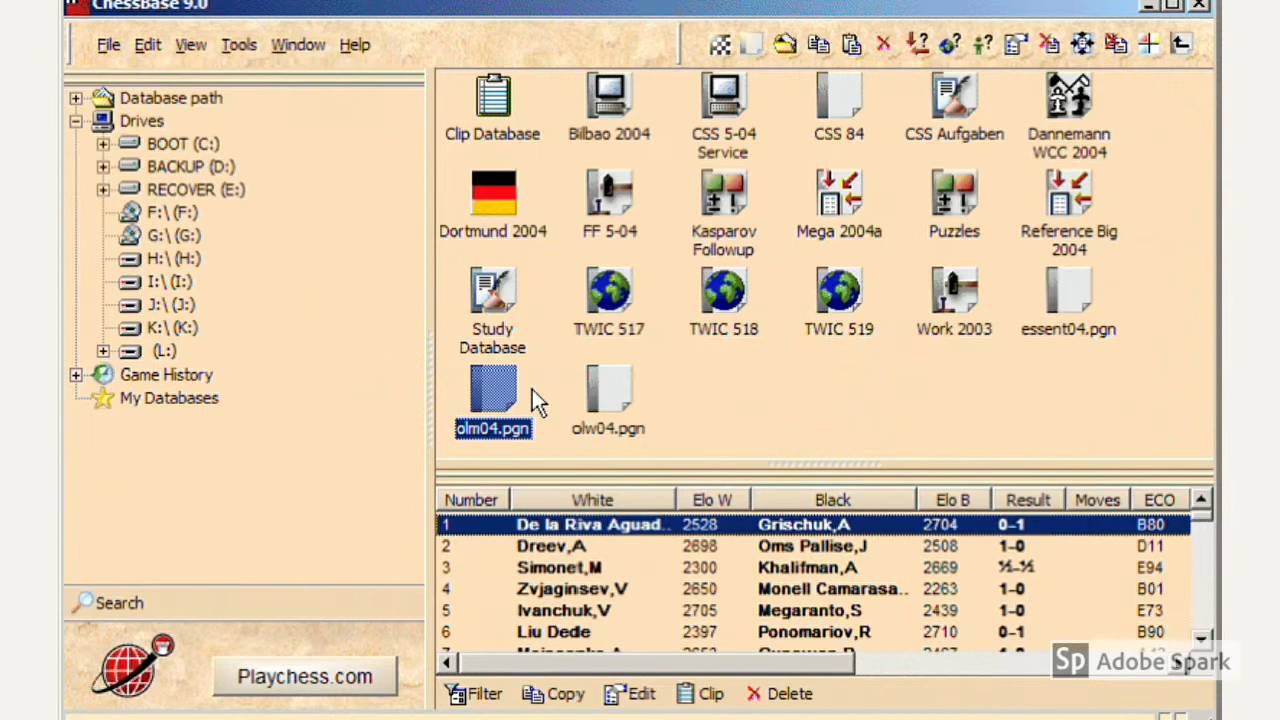 ChessBase 9.0
File Edit View Tools Window Help
Database path
Drives
BOOT (C:)
BACKUP (D:)
RECOVER (E:)
F:\ (F:)
G:\ (G:)
H:\ (H:)
I:\ (I:)
J:\ (J:)
K:\ (K:)
(L:)
Game History
My Databases
Search
Playchess.com
Clip Database Bilbao 2004 CSS 5-04 Service CSS 84 CSS Aufgaben Dannemann WCC 2004
Dortmund 2004 FF 5-04 Kasparov Followup Mega 2004a Puzzles Reference Big 2004
Study Database TWIC 517 TWIC 518 TWIC 519 Work 2003 essent04.pgn
olm04.pgn olw04.pgn
Number White Elo W Black Elo B Result Moves ECO
1 De la Riva Aguad.. 2528 Grischuk,A 2704 0-1 B80
2 Dreev,A 2698 Oms Pallise,J 2508 1-0 D11
3 Simonet,M 2300 Khalifman,A 2669 ½-½ E94
4 Zvjaginsev,V 2650 Monell Camarasa.. 2263 1-0 B01
5 Ivanchuk,V 2705 Megaranto,S 2439 1-0 E73
6 Liu Dede 2397 Ponomariov,R 2710 0-1 B90
Filter Copy Edit Clip Delete
Sp Adobe Spark